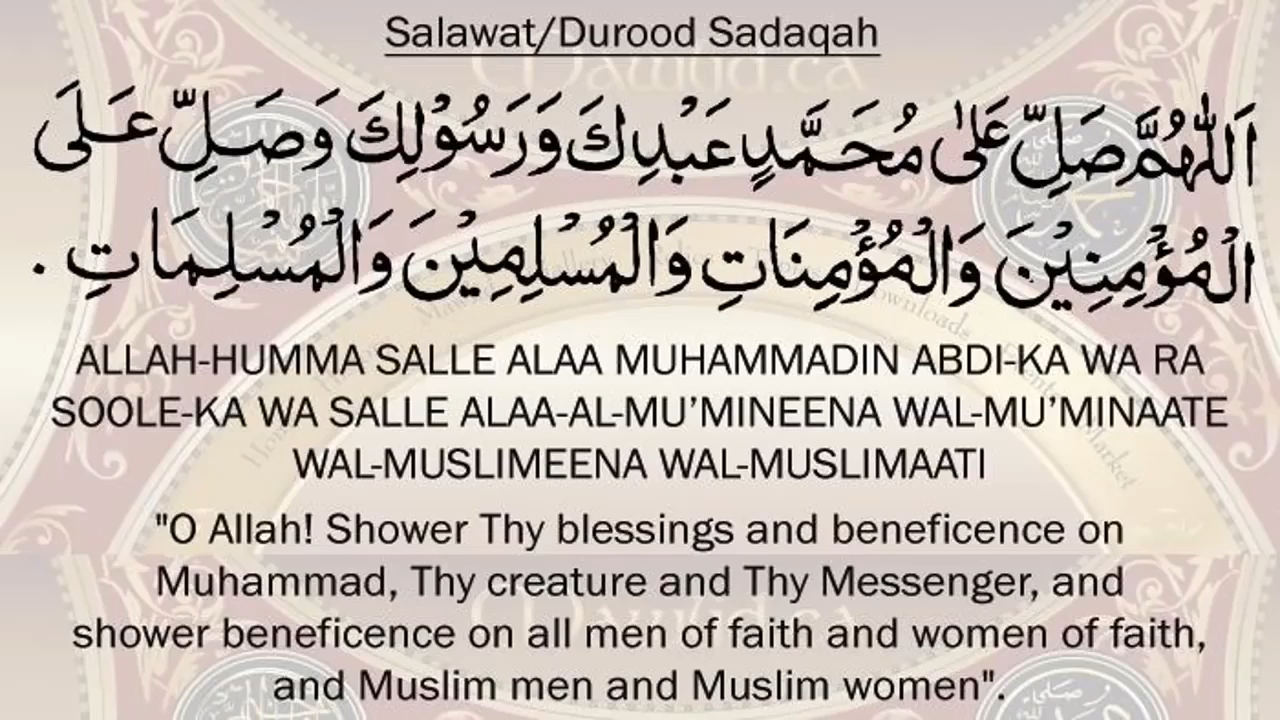 Salawat/Durood Sadaqah
اَللّٰهُمَّ صَلِّ عَلٰى مُحَمَّدٍ عَبْدِكَ وَرَسُوْلِكَ وَصَلِّ عَلَى
الْمُؤْمِنِيْنَ وَالْمُؤْمِنَاتِ وَالْمُسْلِمِيْنَ وَالْمُسْلِمَاتِ .
ALLAH-HUMMA SALLE ALAA MUHAMMADIN ABDI-KA WA RA
SOOLE-KA WA SALLE ALAA-AL-MU’MINEENA WAL-MU’MINAATE
WAL-MUSLIMEENA WAL-MUSLIMAATI
"O Allah! Shower Thy blessings and beneficence on
Muhammad, Thy creature and Thy Messenger, and
shower beneficence on all men of faith and women of faith,
and Muslim men and Muslim women".